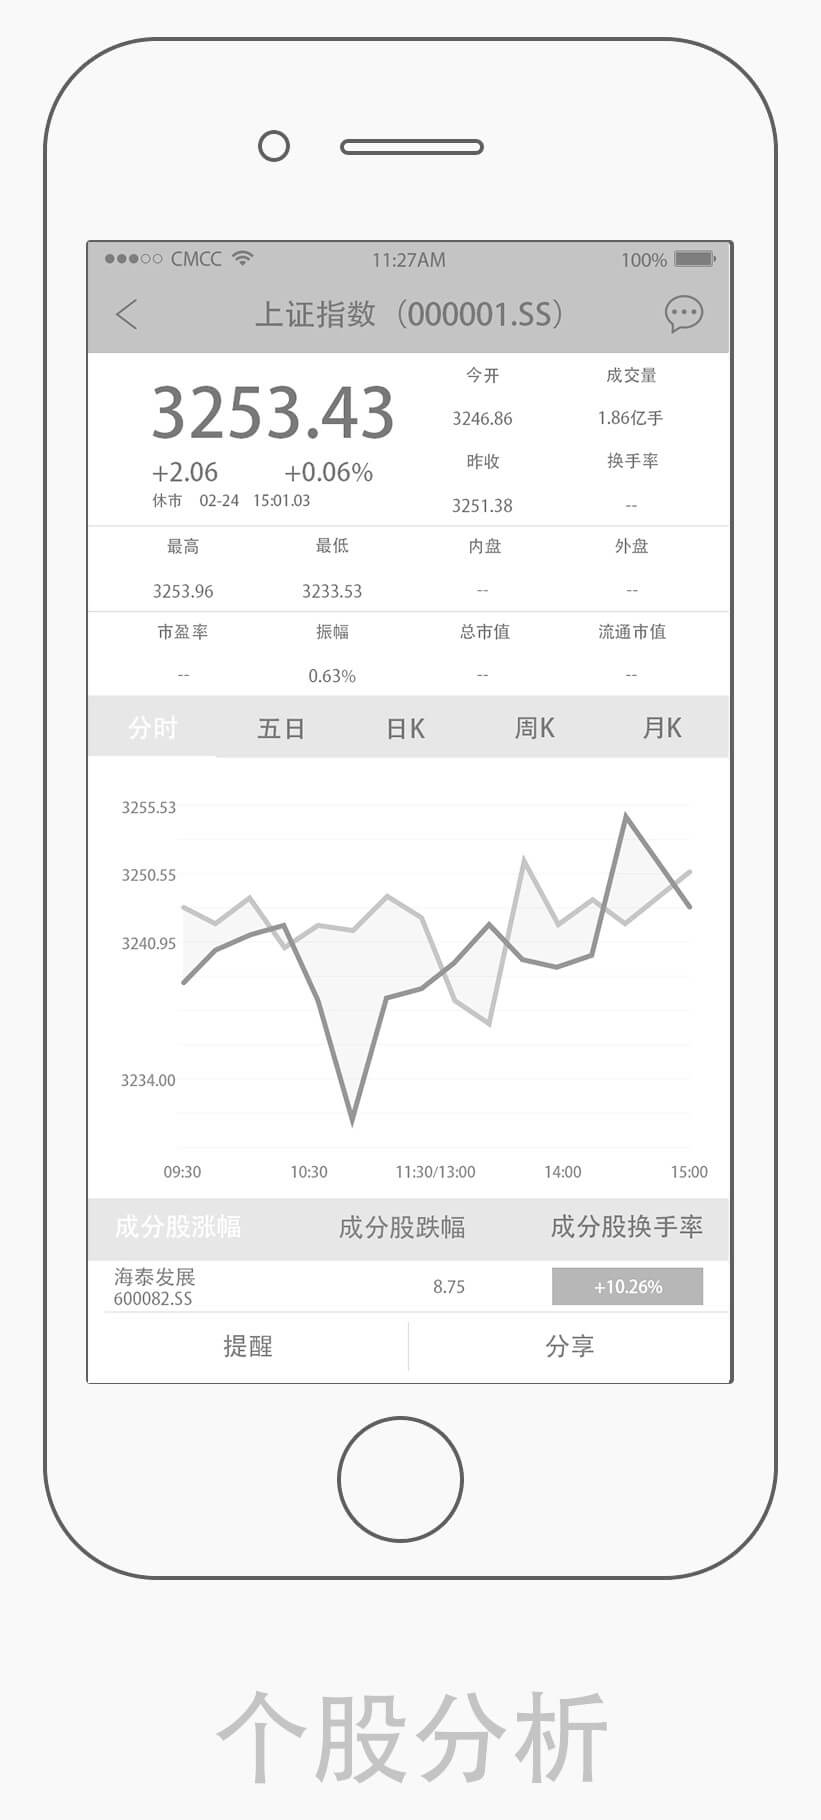 CMCC 11:27AM 100%
上证指数（000001.SS）
3253.43
+2.06 +0.06%
休市 02-24 15:01.03
今开 成交量
3246.86 1.86亿手
昨收 换手率
3251.38 --
最高 最低 内盘 外盘
3253.96 3233.53 -- --
市盈率 振幅 总市值 流通市值
-- 0.63% -- --
分时 五日 日K 周K 月K
3255.53
3250.55
3240.95
3234.00
09:30 10:30 11:30/13:00 14:00 15:00
成分股涨幅 成分股跌幅 成分股换手率
海泰发展
600082.SS 8.75 +10.26%
提醒 分享
个股分析